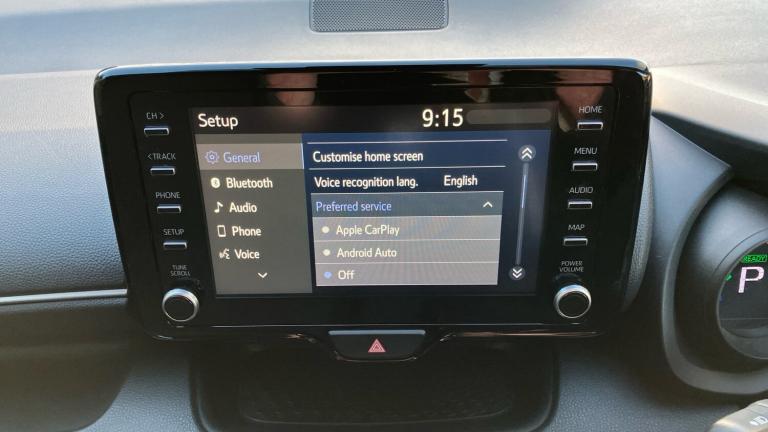 CH >
< TRACK
PHONE
SETUP
TUNE
SCROLL
Setup
9:15
General
Bluetooth
Audio
Phone
Voice
Customise home screen
Voice recognition lang. English
Preferred service
Apple CarPlay
Android Auto
Off
HOME
MENU
AUDIO
MAP
POWER
VOLUME
READY
P